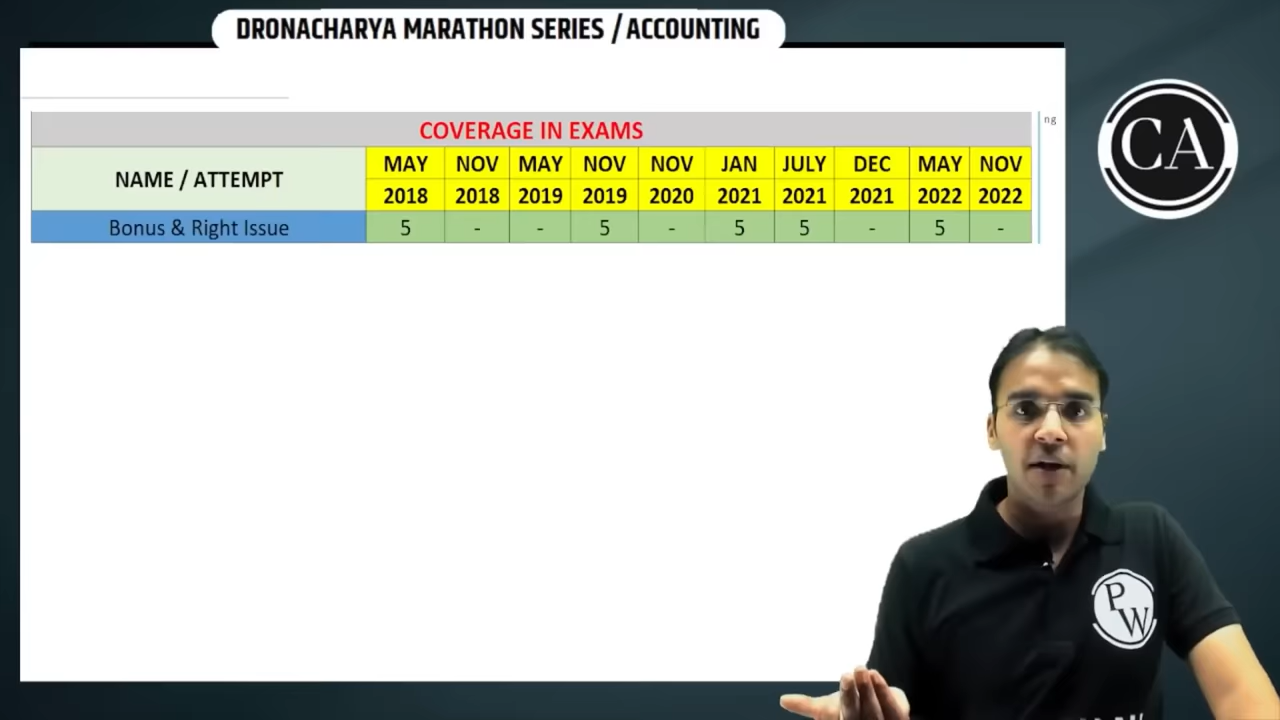 DRONACHARYA MARATHON SERIES / ACCOUNTING
CA
ng
COVERAGE IN EXAMS
NAME / ATTEMPT
MAY NOV MAY NOV NOV JAN JULY DEC MAY NOV
2018 2018 2019 2019 2020 2021 2021 2021 2022 2022
Bonus & Right Issue 5 - - 5 - 5 5 - 5 -
PW